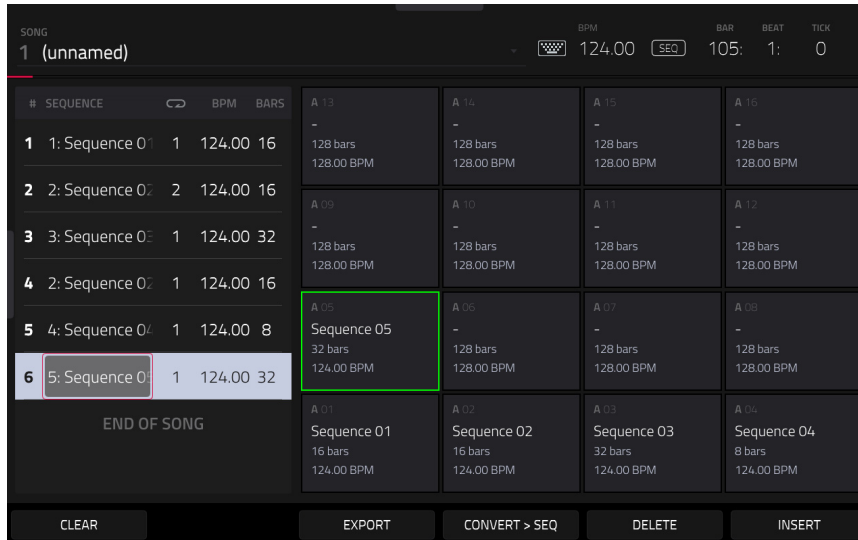 SONG
1 (unnamed)
BPM
124.00 SEQ
BAR BEAT TICK
105: 1: 0
# SEQUENCE BPM BARS
1 1: Sequence 01 1 124.00 16
2 2: Sequence 02 2 124.00 16
3 3: Sequence 03 1 124.00 32
4 2: Sequence 02 1 124.00 16
5 4: Sequence 04 1 124.00 8
6 5: Sequence 05 1 124.00 32
END OF SONG
A 13
-
128 bars
128.00 BPM
A 14
-
128 bars
128.00 BPM
A 15
-
128 bars
128.00 BPM
A 16
-
128 bars
128.00 BPM
A 09
-
128 bars
128.00 BPM
A 10
-
128 bars
128.00 BPM
A 11
-
128 bars
128.00 BPM
A 12
-
128 bars
128.00 BPM
A 05
Sequence 05
32 bars
124.00 BPM
A 06
-
128 bars
128.00 BPM
A 07
-
128 bars
128.00 BPM
A 08
-
128 bars
128.00 BPM
A 01
Sequence 01
16 bars
124.00 BPM
A 02
Sequence 02
16 bars
124.00 BPM
A 03
Sequence 03
32 bars
124.00 BPM
A 04
Sequence 04
8 bars
124.00 BPM
CLEAR EXPORT CONVERT > SEQ DELETE INSERT